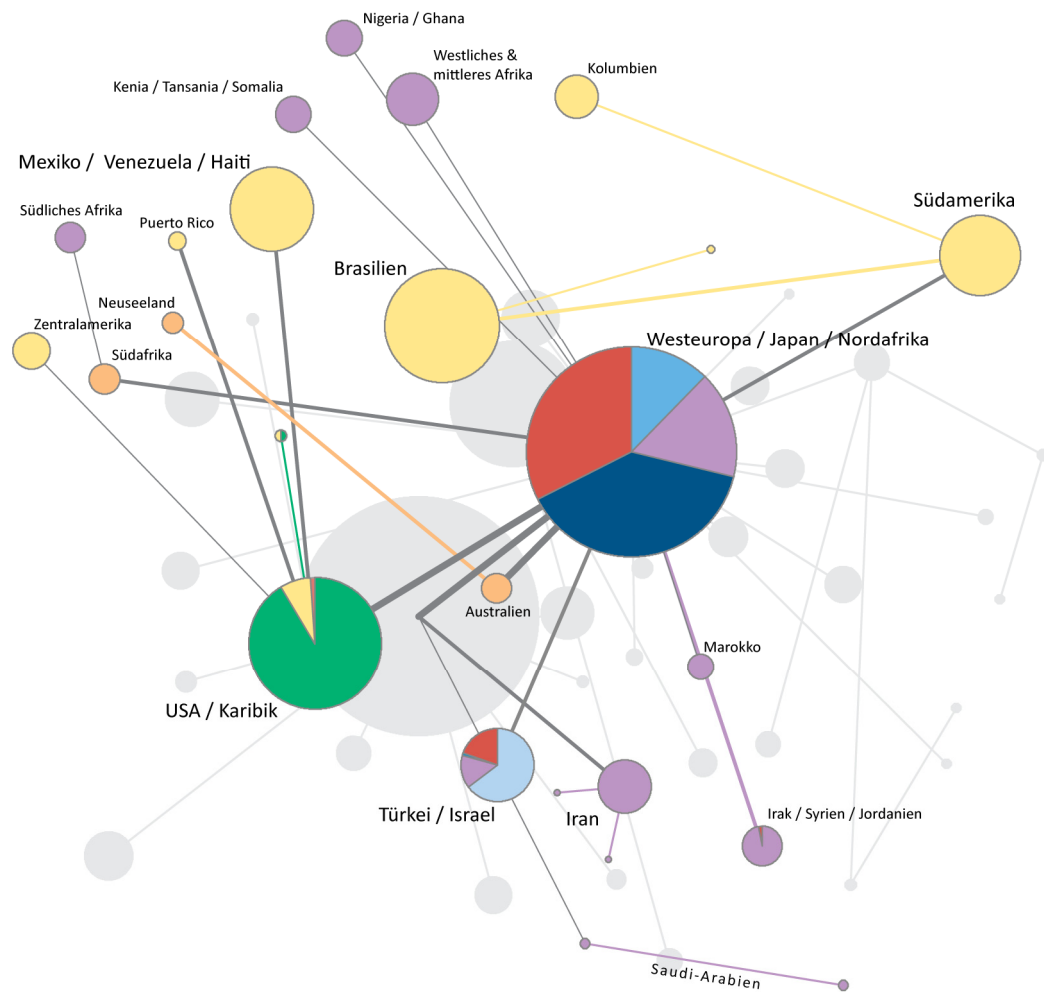 Nigeria / Ghana
Westliches &
mittleres Afrika
Kolumbien
Kenia / Tansania / Somalia
Mexiko / Venezuela / Haiti
Südamerika
Südliches Afrika
Puerto Rico
Brasilien
Neuseeland
Zentralamerika
Westeuropa / Japan / Nordafrika
Südafrika
Australien
Marokko
USA / Karibik
Türkei / Israel
Iran
Irak / Syrien / Jordanien
Saudi-Arabien